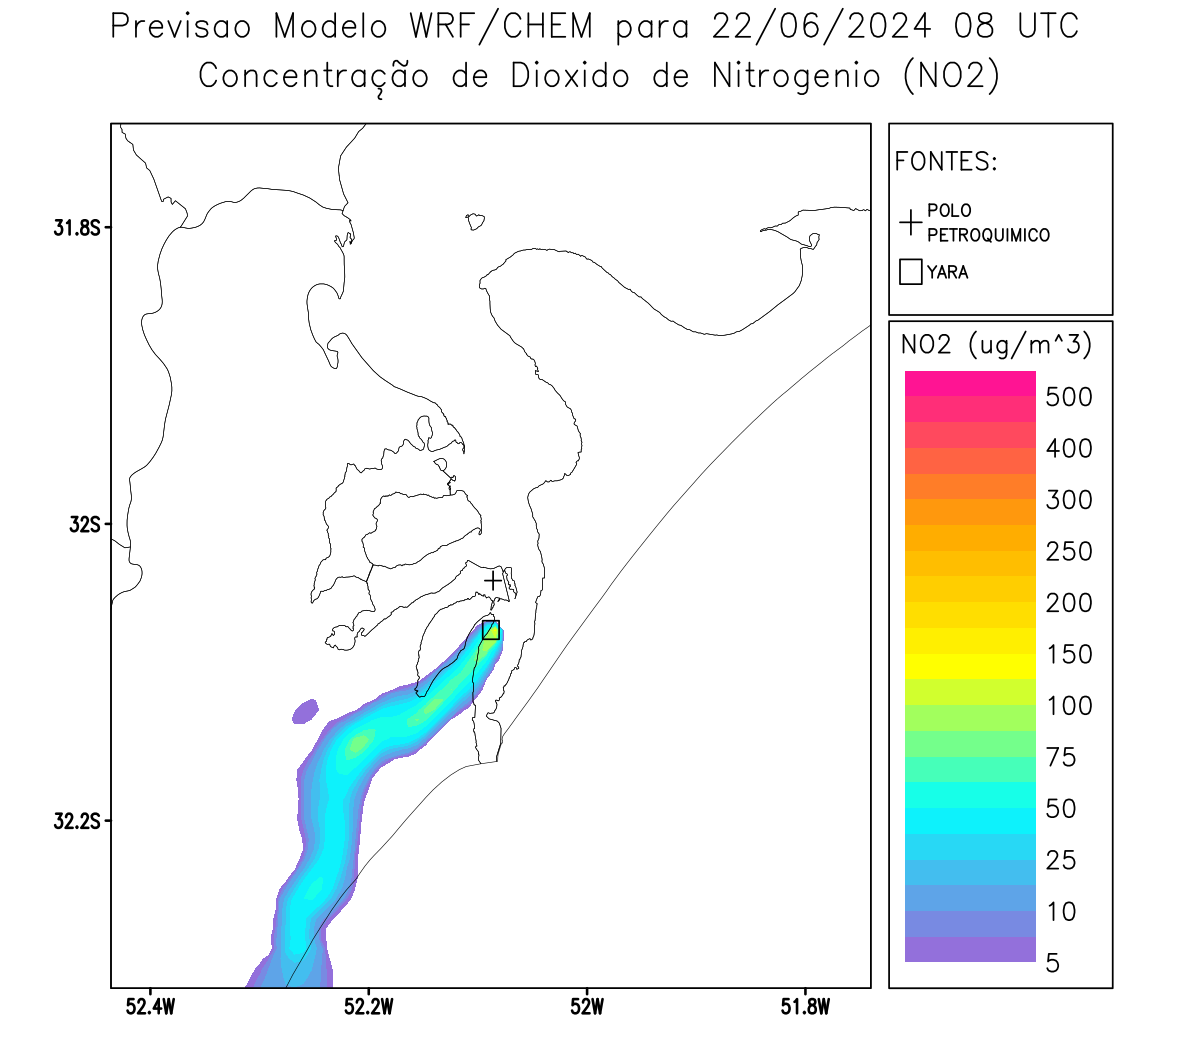 Previsao Modelo WRF/CHEM para 22/06/2024 08 UTC
Concentração de Dioxido de Nitrogenio (NO2)
FONTES:
POLO
PETROQUIMICO
YARA
NO2 (ug/m^3)
500
400
300
250
200
150
100
75
50
25
10
5
31.8S
32S
32.2S
52.4W
52.2W
52W
51.8W